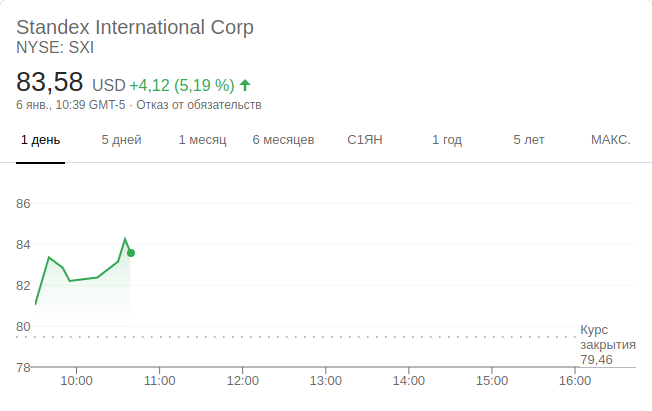 Standex International Corp
NYSE: SXI
83,58 USD +4,12 (5,19 %)
6 янв., 10:39 GMT-5 · Отказ от обязательств
1 день 5 дней 1 месяц 6 месяцев С1ЯН 1 год 5 лет МАКС.
86
84
82
80
Курс
закрытия
79,46
78
10:00 11:00 12:00 13:00 14:00 15:00 16:00